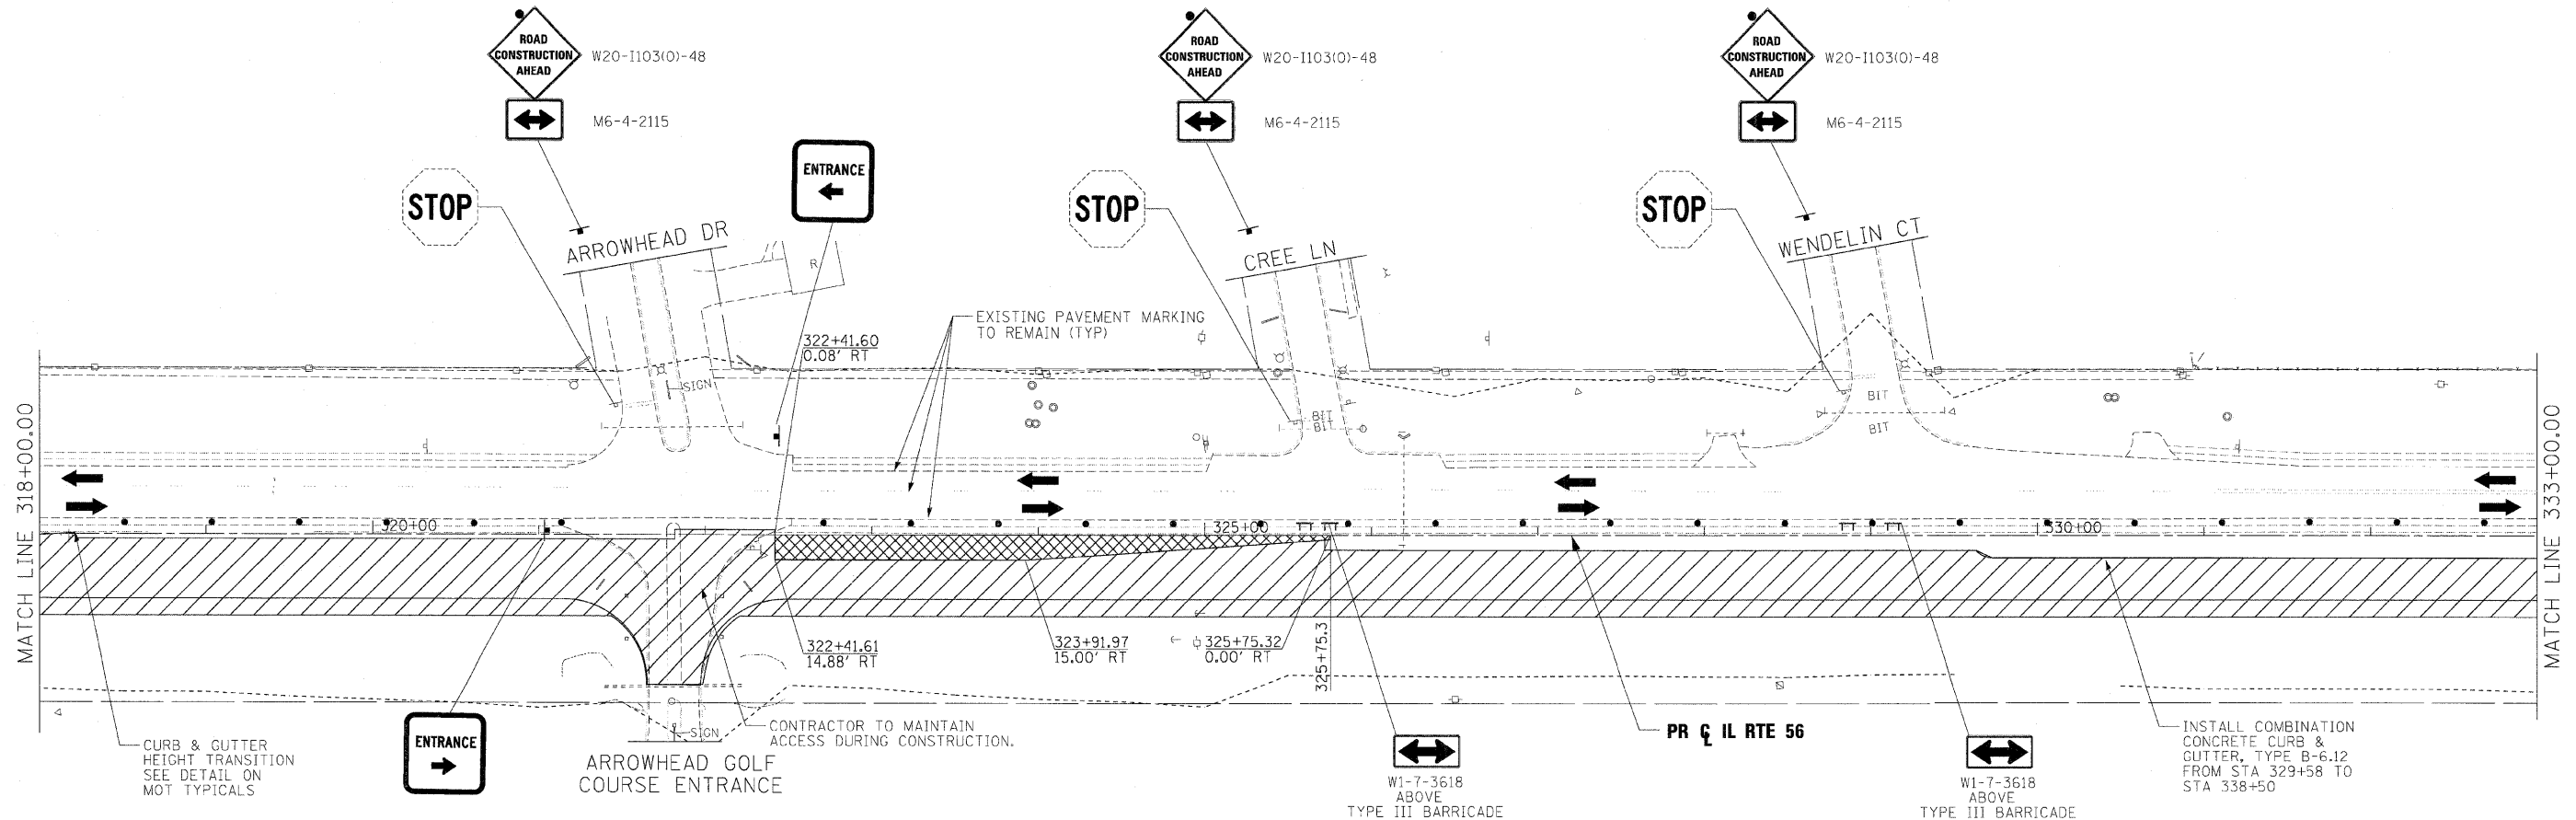 ROAD
CONSTRUCTION
AHEAD
W20-I103(O)-48
M6-4-2115
ROAD
CONSTRUCTION
AHEAD
W20-I103(O)-48
M6-4-2115
ROAD
CONSTRUCTION
AHEAD
W20-I103(O)-48
M6-4-2115
ENTRANCE
STOP
STOP
STOP
ARROWHEAD DR
CREE LN
WENDELIN CT
R
EXISTING PAVEMENT MARKING
TO REMAIN (TYP)
322+41.60
0.08' RT
SIGN
BIT
BIT
BIT
BIT
MATCH LINE 318+00.00
MATCH LINE 333+00.00
320+00
325+00
330+00
322+41.61
14.88' RT
323+91.97
15.00' RT
325+75.32
0.00' RT
325+75.3
CURB & GUTTER
HEIGHT TRANSITION
SEE DETAIL ON
MOT TYPICALS
ENTRANCE
SIGN
CONTRACTOR TO MAINTAIN
ACCESS DURING CONSTRUCTION.
ARROWHEAD GOLF
COURSE ENTRANCE
W1-7-3618
ABOVE
TYPE III BARRICADE
PR ℄ IL RTE 56
W1-7-3618
ABOVE
TYPE III BARRICADE
INSTALL COMBINATION
CONCRETE CURB &
GUTTER, TYPE B-6.12
FROM STA 329+58 TO
STA 338+50